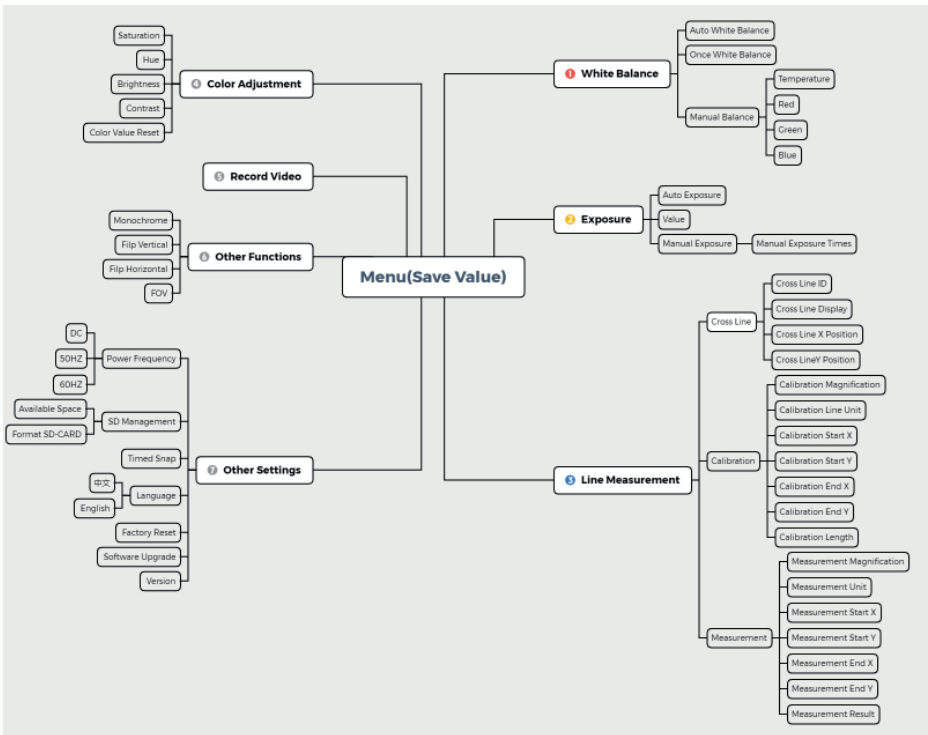 Menu(Save Value)
1 White Balance
Auto White Balance
Once White Balance
Manual Balance
Temperature
Red
Green
Blue
2 Exposure
Auto Exposure
Value
Manual Exposure
Manual Exposure Times
3 Line Measurement
Cross Line
Cross Line ID
Cross Line Display
Cross Line X Position
Cross LineY Position
Calibration
Calibration Magnification
Calibration Line Unit
Calibration Start X
Calibration Start Y
Calibration End X
Calibration End Y
Calibration Length
Measurement
Measurement Magnification
Measurement Unit
Measurement Start X
Measurement Start Y
Measurement End X
Measurement End Y
Measurement Result
4 Color Adjustment
Saturation
Hue
Brightness
Contrast
Color Value Reset
5 Record Video
6 Other Functions
Monochrome
Filp Vertical
Filp Horizontal
FOV
7 Other Settings
Power Frequency
DC
50HZ
60HZ
SD Management
Available Space
Format SD-CARD
Timed Snap
Language
中文
English
Factory Reset
Software Upgrade
Version